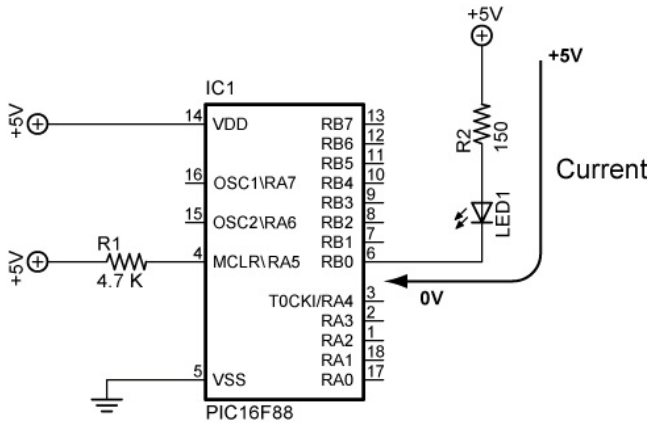 +5V
+5V
IC1
+5V
14
VDD
RB7
13
RB6
12
RB5
11
16
OSC1\RA7
RB4
10
RB3
9
15
OSC2\RA6
RB2
8
RB1
7
+5V
R1
4.7 K
4
MCLR\RA5
RB0
6
R2
150
LED1
Current
0V
T0CKI/RA4
3
RA3
2
RA2
1
RA1
18
5
VSS
RA0
17
PIC16F88